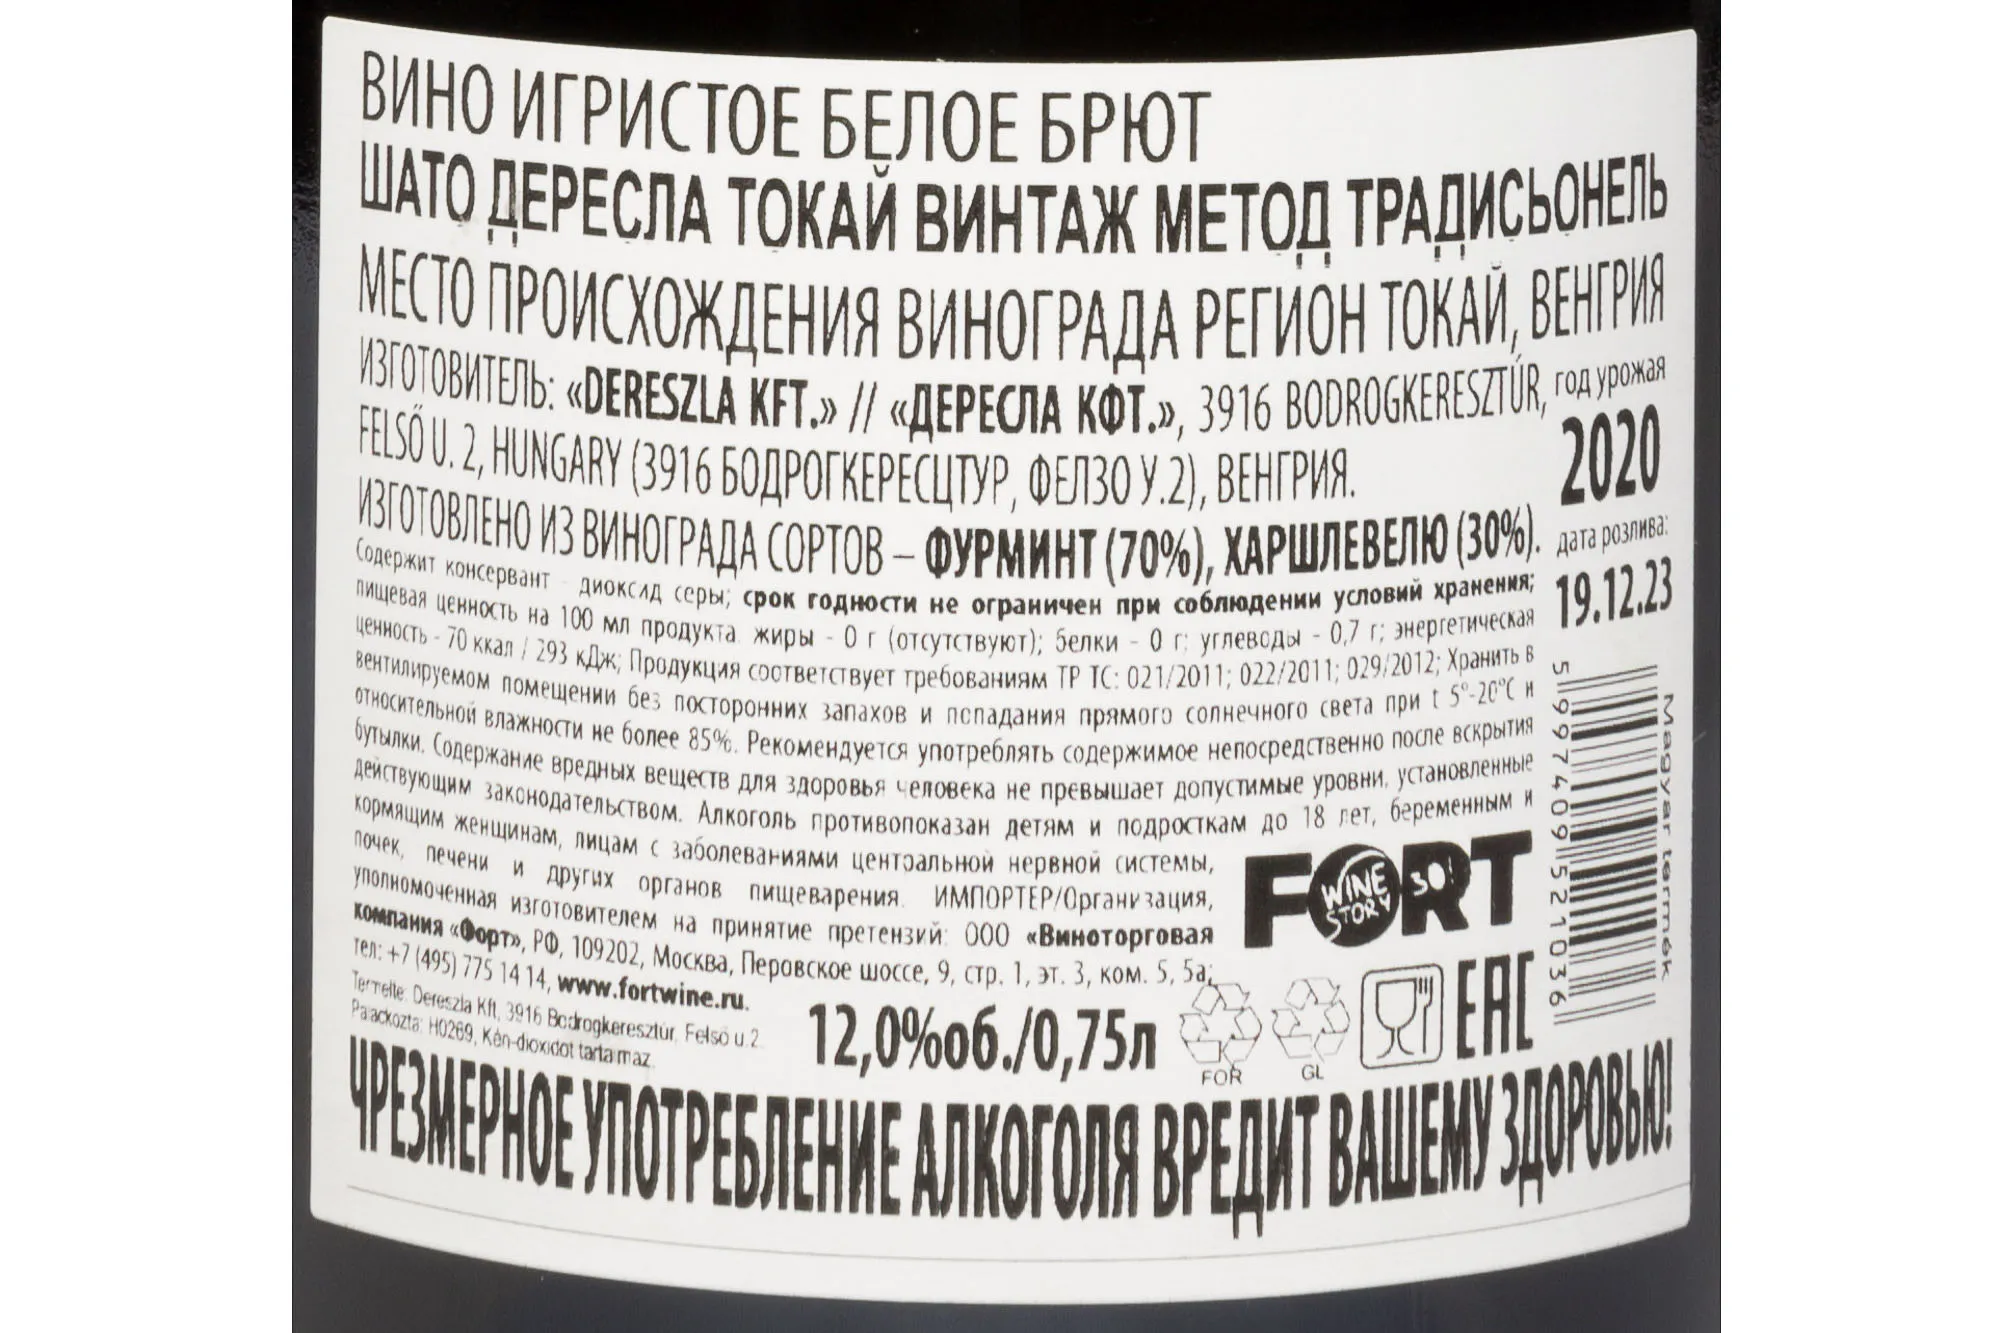 ВИНО ИГРИСТОЕ БЕЛОЕ БРЮТ
ШАТО ДЕРЕСЛА ТОКАЙ ВИНТАЖ МЕТОД ТРАДИСЬОНЕЛЬ
МЕСТО ПРОИСХОЖДЕНИЯ ВИНОГРАДА РЕГИОН ТОКАЙ, ВЕНГРИЯ
ИЗГОТОВИТЕЛЬ: «DERESZLA KFT.» // «ДЕРЕСЛА КФТ.», 3916 BODROGKERESZTÚR,
FELSŐ U. 2, HUNGARY (3916 БОДРОГКЕРЕСЦТУР, ФЕЛЗО У.2), ВЕНГРИЯ.
ИЗГОТОВЛЕНО ИЗ ВИНОГРАДА СОРТОВ – ФУРМИНТ (70%), ХАРШЛЕВЕЛЮ (30%).
год урожая
2020
дата розлива:
19.12.23
Содержит консервант - диоксид серы; срок годности не ограничен при соблюдении условий хранения;
пищевая ценность на 100 мл продукта: жиры - 0 г (отсутствуют); белки - 0 г; углеводы - 0,7 г; энергетическая
ценность - 70 ккал / 293 кДж; Продукция соответствует требованиям ТР ТС: 021/2011; 022/2011; 029/2012; Хранить в
вентилируемом помещении без посторонних запахов и попадания прямого солнечного света при t 5°-20°С и
относительной влажности не более 85%. Рекомендуется употреблять содержимое непосредственно после вскрытия
бутылки. Содержание вредных веществ для здоровья человека не превышает допустимые уровни, установленные
действующим законодательством. Алкоголь противопоказан детям и подросткам до 18 лет, беременным и
кормящим женщинам, лицам с заболеваниями центральной нервной системы,
почек, печени и других органов пищеварения. ИМПОРТЕР/Организация,
уполномоченная изготовителем на принятие претензий: ООО «Виноторговая
компания «Форт», РФ, 109202, Москва, Перовское шоссе, 9, стр. 1, эт. 3, ком. 5, 5а;
тел: +7 (495) 775 14 14, www.fortwine.ru.
Termelte: Dereszla Kft, 3916 Bodrogkeresztúr, Felső u.2.
Palackozta: H0269, Kén-dioxidot tartalmaz.
12,0%об./0,75л
FORT
WINE STORY
30!
FOR
GL
EAC
5 997409 521036
Magyar termék
ЧРЕЗМЕРНОЕ УПОТРЕБЛЕНИЕ АЛКОГОЛЯ ВРЕДИТ ВАШЕМУ ЗДОРОВЬЮ!